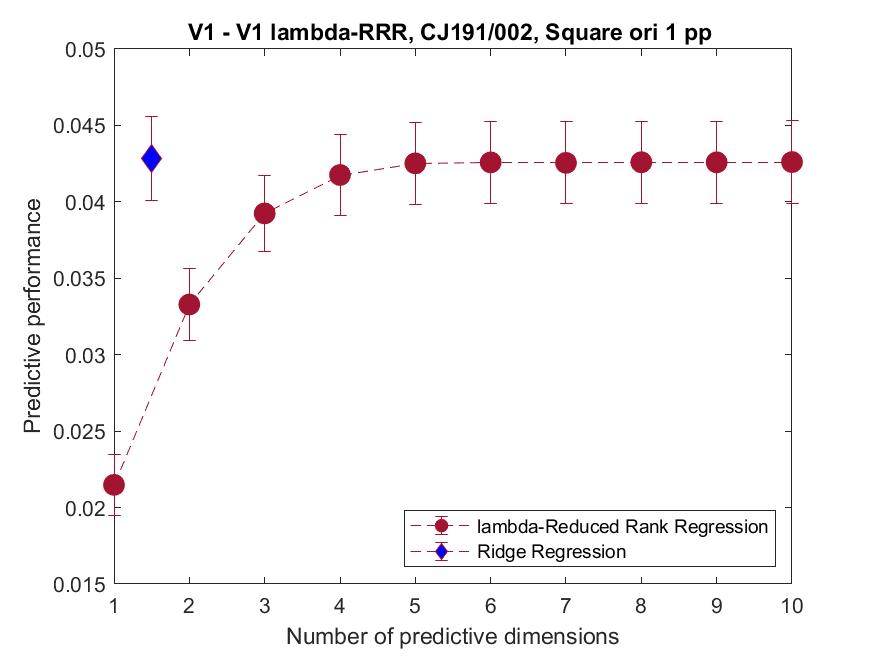 V1 - V1 lambda-RRR, CJ191/002, Square ori 1 pp
0.05
0.045
0.04
0.035
0.03
0.025
0.02
0.015
Predictive performance
lambda-Reduced Rank Regression
Ridge Regression
1 2 3 4 5 6 7 8 9 10
Number of predictive dimensions